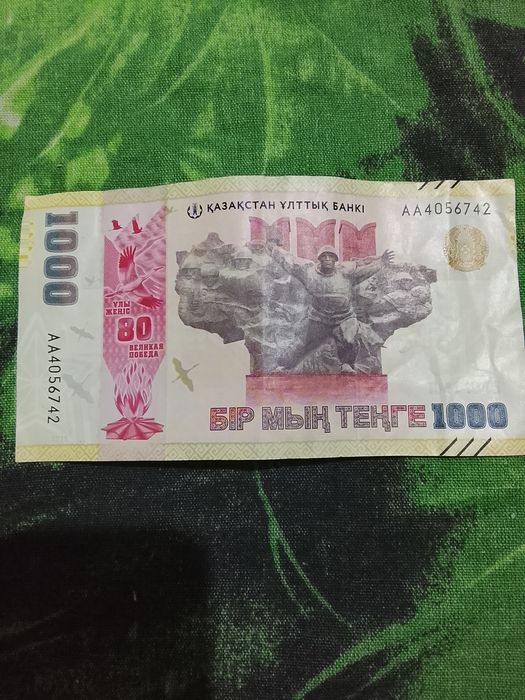 ҚАЗАҚСТАН ҰЛТТЫҚ БАНКІ
АА4056742
1000
АА4056742
ҰЛЫ
ЖЕҢІС
80
ВЕЛИКАЯ
ПОБЕДА
БІР МЫҢ ТЕҢГЕ 1000